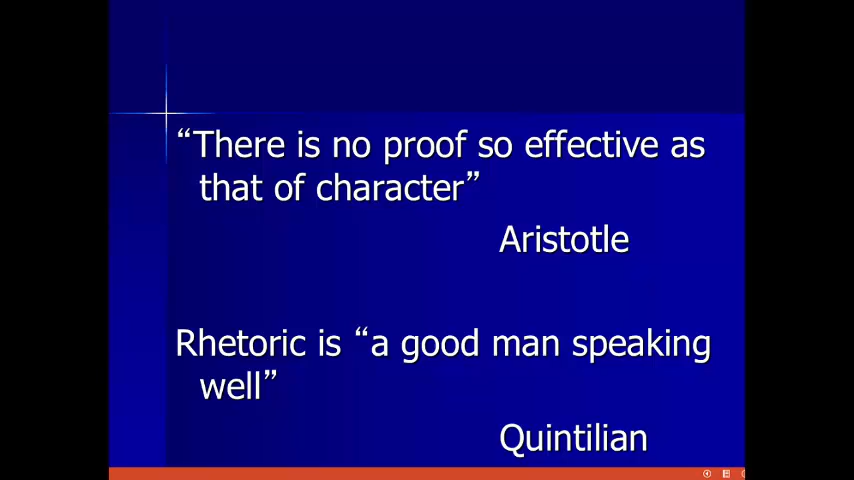 “There is no proof so effective as
that of character”
Aristotle
Rhetoric is “a good man speaking
well”
Quintilian